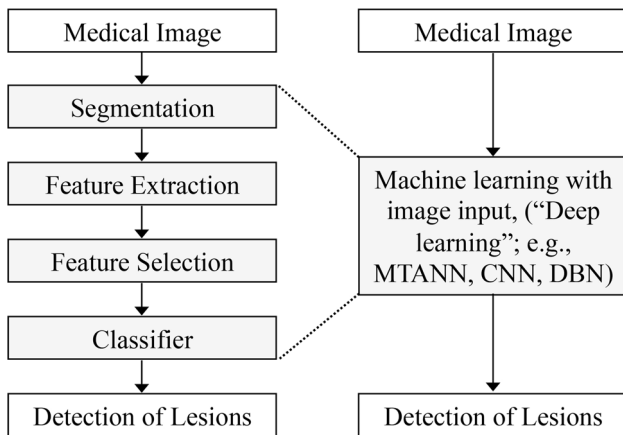 Medical Image
Segmentation
Feature Extraction
Feature Selection
Classifier
Detection of Lesions
Medical Image
Machine learning with
image input, (“Deep
learning”; e.g.,
MTANN, CNN, DBN)
Detection of Lesions